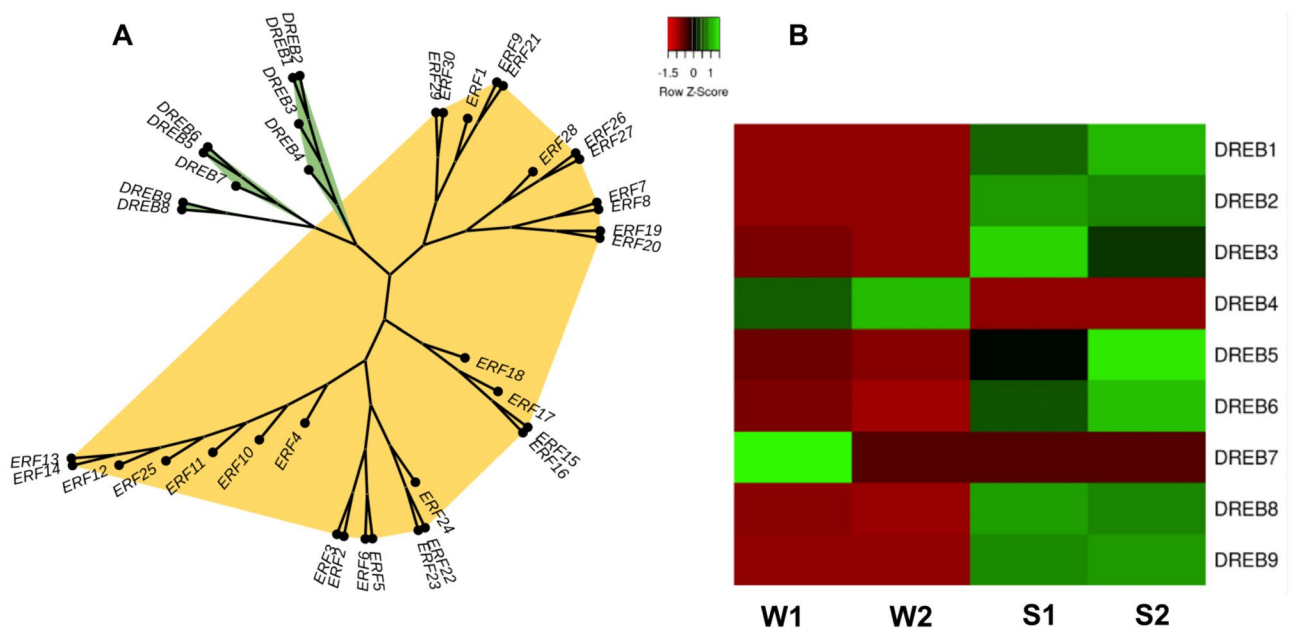 A
DREB2
DREB1
DREB3
DREB4
DREB6
DREB5
DREB7
DREB9
DREB8
ERF29
ERF30
ERF1
ERF9
ERF21
ERF28
ERF26
ERF27
ERF7
ERF8
ERF19
ERF20
ERF18
ERF17
ERF15
ERF16
ERF24
ERF22
ERF23
ERF5
ERF6
ERF2
ERF3
ERF4
ERF10
ERF11
ERF25
ERF12
ERF13
ERF14
-1.5 0 1
Row Z-Score
B
DREB1
DREB2
DREB3
DREB4
DREB5
DREB6
DREB7
DREB8
DREB9
W1 W2 S1 S2